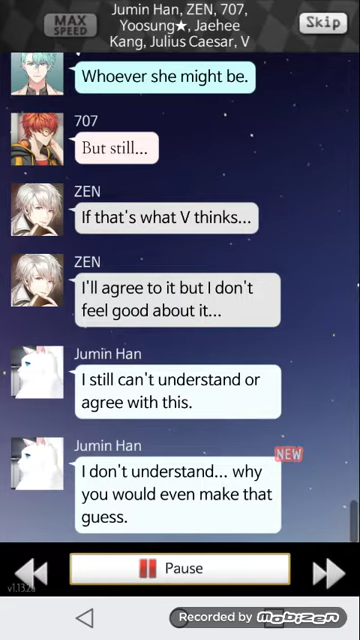 MAX
SPEED
Jumin Han, ZEN, 707,
Yoosung★, Jaehee
Kang, Julius Caesar, V
Skip
Whoever she might be.
707
But still...
ZEN
If that's what V thinks...
ZEN
I'll agree to it but I don't
feel good about it...
Jumin Han
I still can't understand or
agree with this.
Jumin Han
NEW
I don't understand... why
you would even make that
guess.
Pause
Recorded by Mobizen